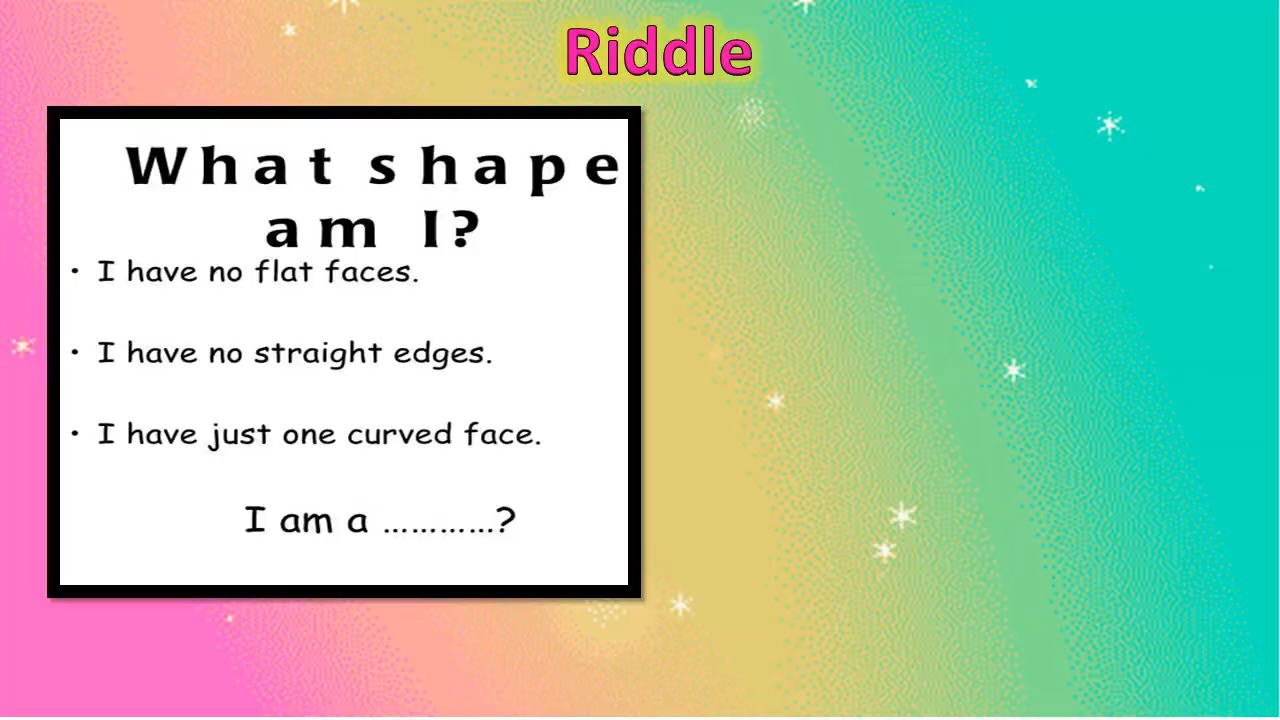 Riddle
What shape
am I?
• I have no flat faces.
• I have no straight edges.
• I have just one curved face.
I am a …………?